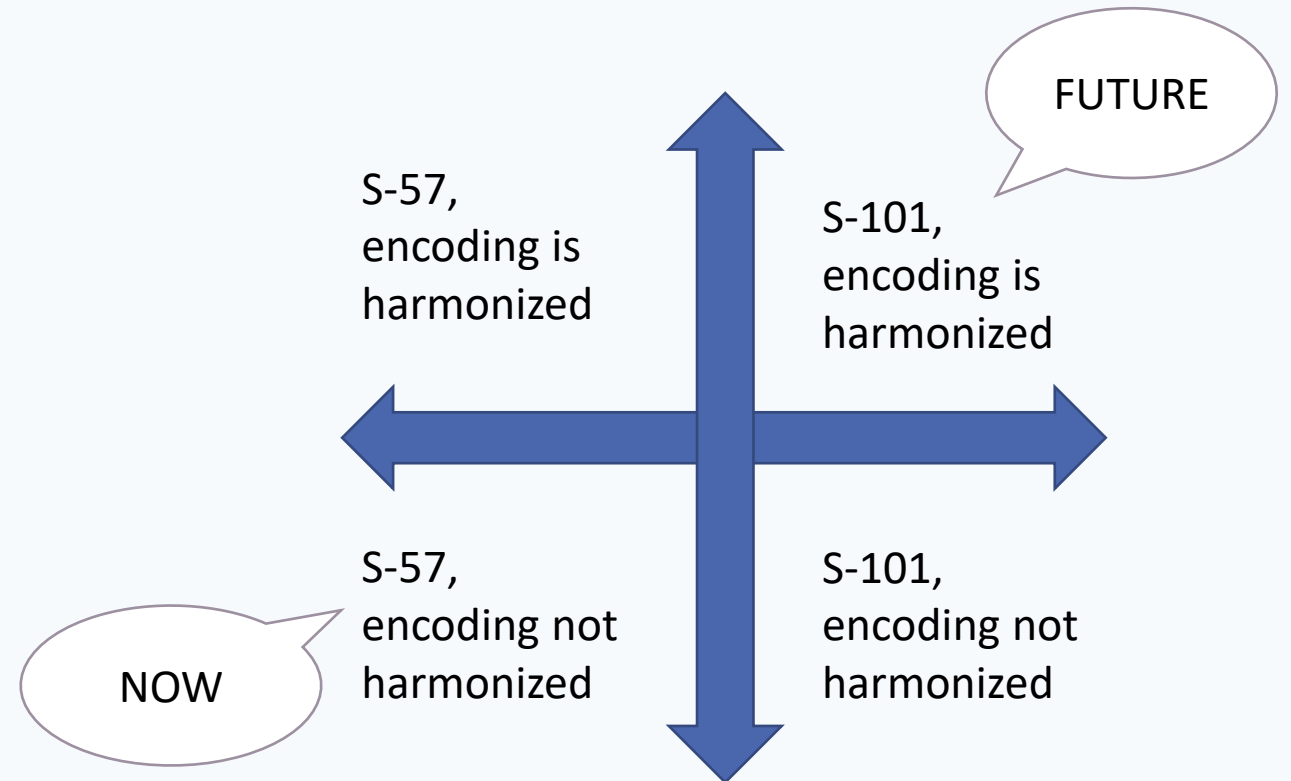 FUTURE
S-57,
encoding is
harmonized
S-101,
encoding is
harmonized
S-57,
encoding not
harmonized
S-101,
encoding not
harmonized
NOW